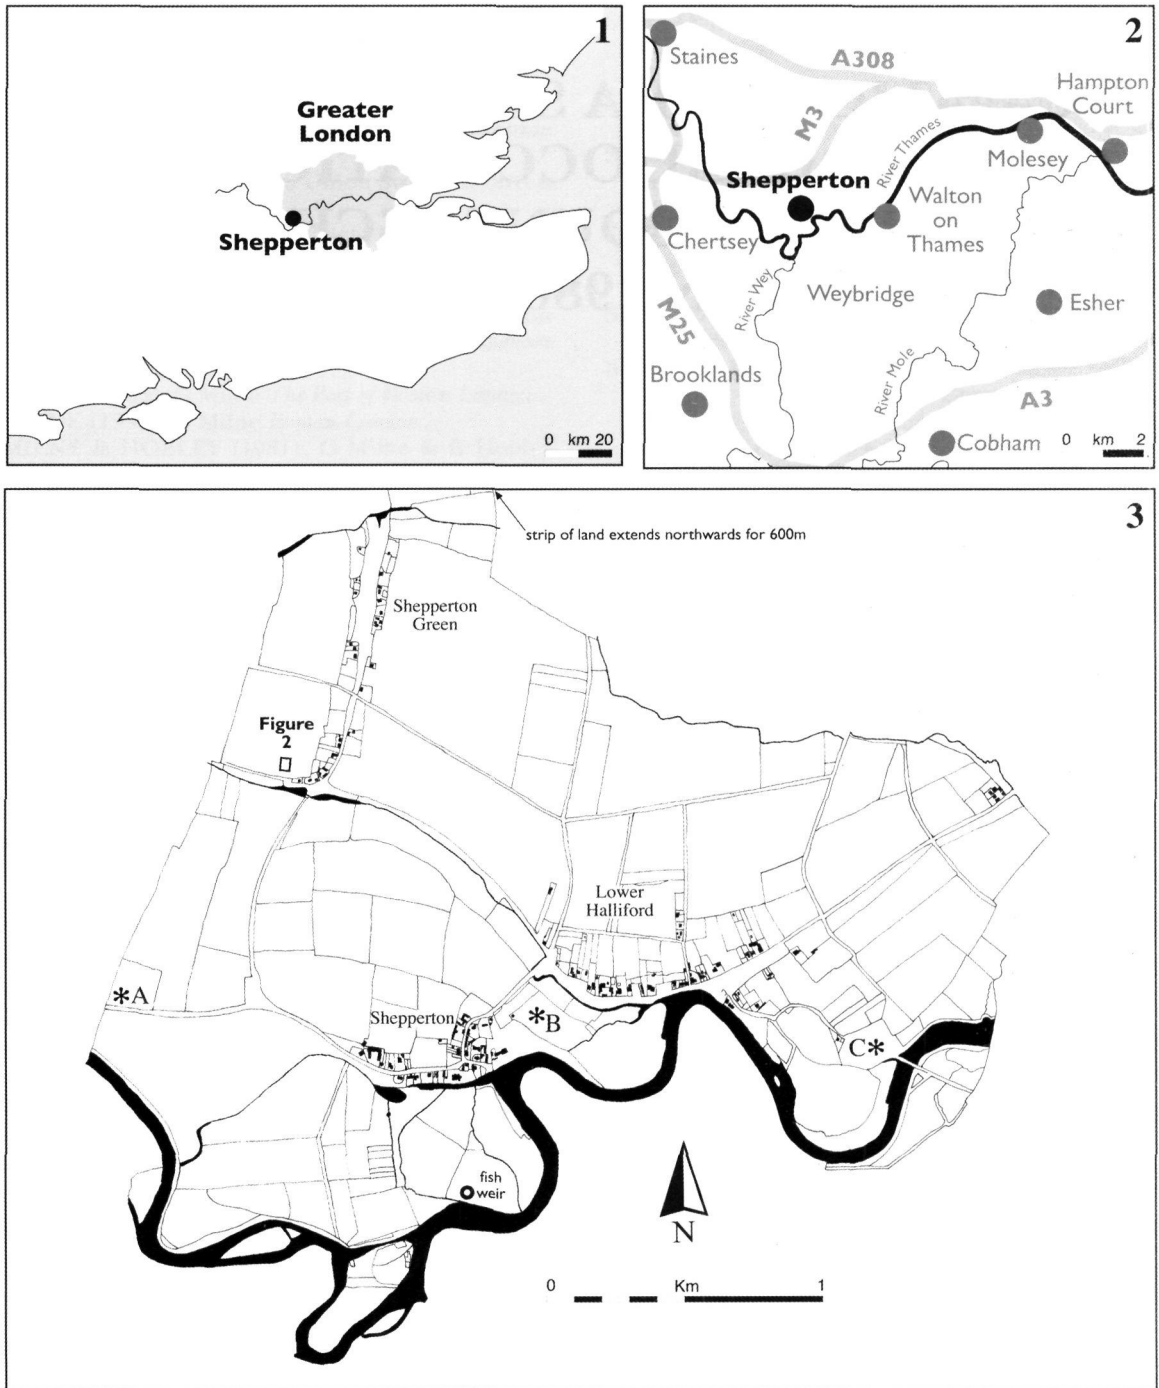 1
Greater
London
Shepperton
0 km 20
2
Staines
A308
Hampton
Court
M3
River Thames
Molesey
Shepperton
Walton
on
Thames
Chertsey
River Wey
Weybridge
Esher
M25
Brooklands
River Mole
A3
Cobham
0 km 2
3
strip of land extends northwards for 600m
Shepperton
Green
Figure
2
Lower
Halliford
*A
Shepperton
*B
C*
fish
weir
N
0 Km 1